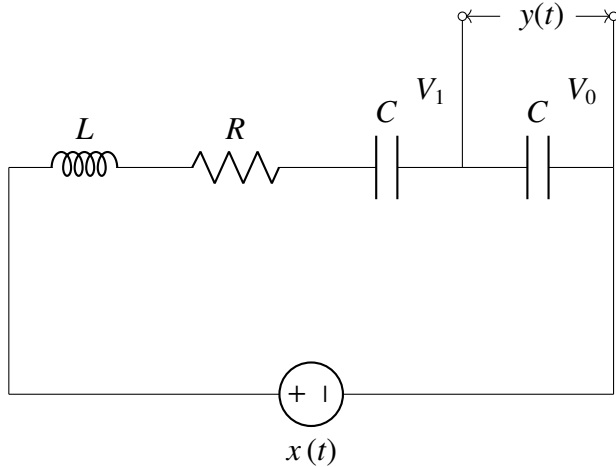 y(t)
V₁ V₀
C C
L R
+ −
x (t)